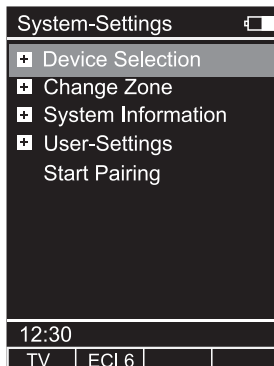 System-Settings
Device Selection
Change Zone
System Information
User-Settings
Start Pairing
12:30
TV ECI 6